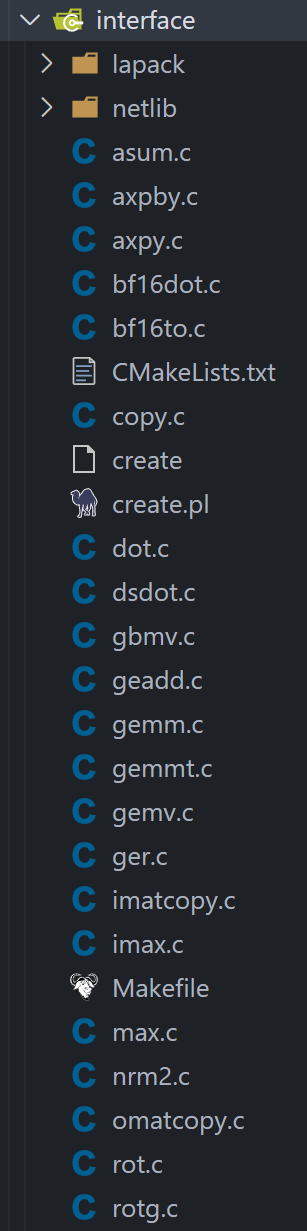 interface
lapack
netlib
asum.c
axpby.c
axpy.c
bf16dot.c
bf16to.c
CMakeLists.txt
copy.c
create
create.pl
dot.c
dsdot.c
gbmv.c
geadd.c
gemm.c
gemmt.c
gemv.c
ger.c
imatcopy.c
imax.c
Makefile
max.c
nrm2.c
omatcopy.c
rot.c
rotg.c